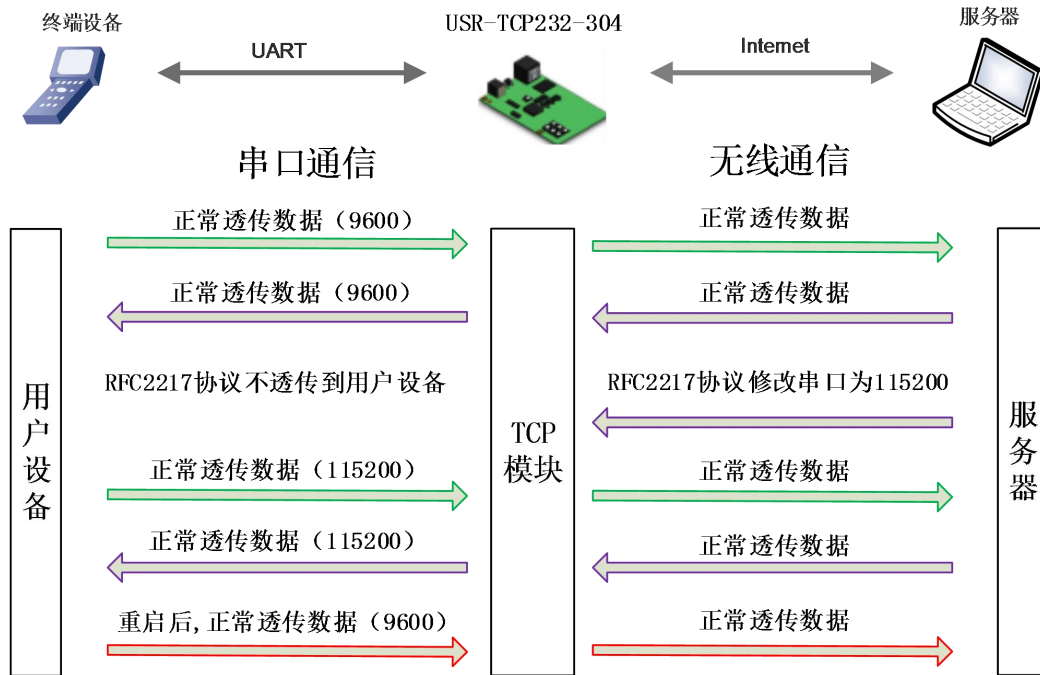 终端设备
USR-TCP232-304
服务器
UART
Internet
串口通信
无线通信
正常透传数据（9600）
正常透传数据
正常透传数据（9600）
正常透传数据
RFC2217协议不透传到用户设备
RFC2217协议修改串口为115200
用户设备
TCP
模块
服务器
正常透传数据（115200）
正常透传数据
正常透传数据（115200）
正常透传数据
重启后,正常透传数据（9600）
正常透传数据